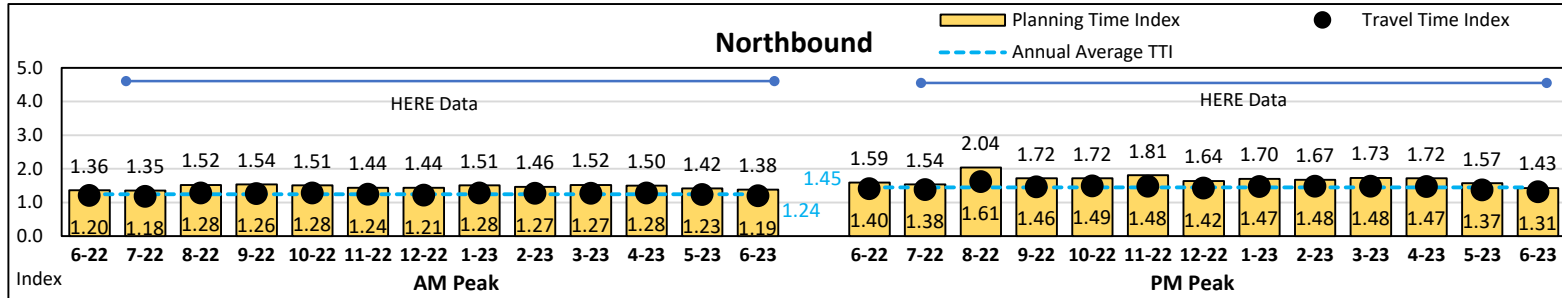 Northbound
Planning Time Index
Travel Time Index
Annual Average TTI
5.0
4.0
3.0
2.0
1.0
0.0
Index
HERE Data
HERE Data
1.36 1.35 1.52 1.54 1.51 1.44 1.44 1.51 1.46 1.52 1.50 1.42 1.38
1.59 1.54 2.04 1.72 1.72 1.81 1.64 1.70 1.67 1.73 1.72 1.57 1.43
1.45
1.24
1.20 1.18 1.28 1.26 1.28 1.24 1.21 1.28 1.27 1.27 1.28 1.23 1.19
1.40 1.38 1.61 1.46 1.49 1.48 1.42 1.47 1.48 1.48 1.47 1.37 1.31
6-22 7-22 8-22 9-22 10-22 11-22 12-22 1-23 2-23 3-23 4-23 5-23 6-23
6-22 7-22 8-22 9-22 10-22 11-22 12-22 1-23 2-23 3-23 4-23 5-23 6-23
AM Peak
PM Peak